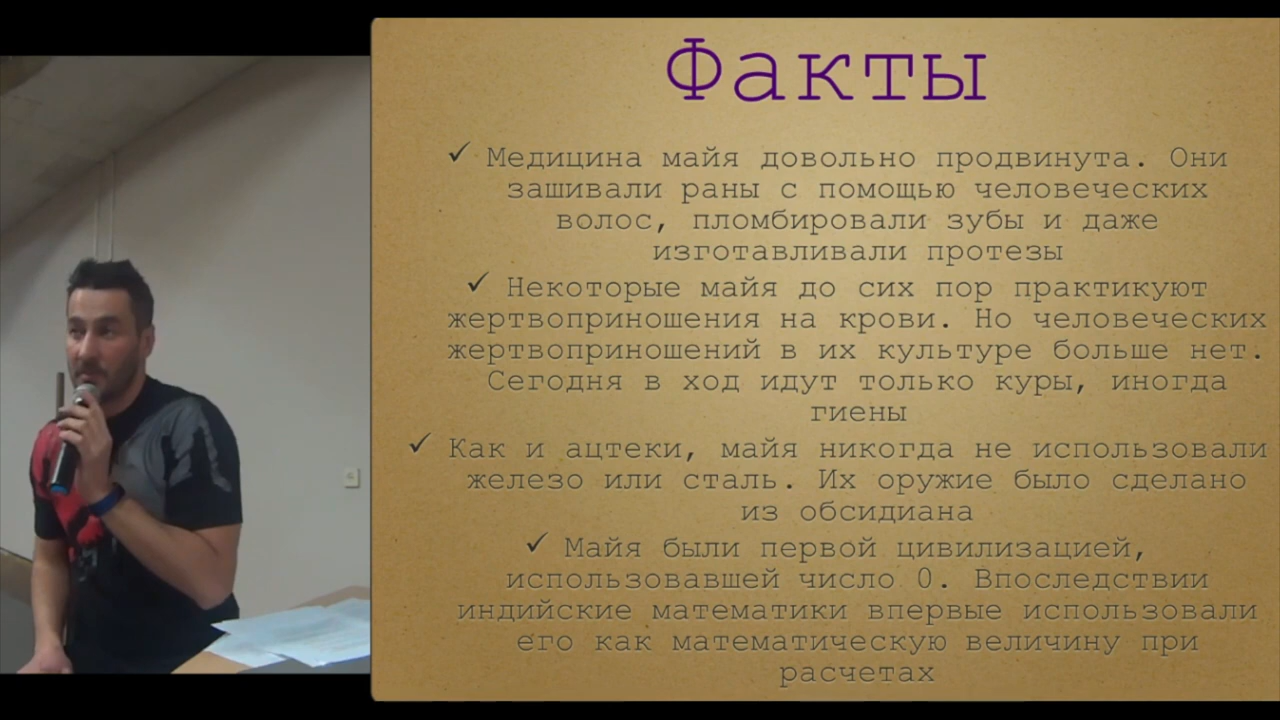 Факты
✓ Медицина майя довольно продвинута. Они
зашивали раны с помощью человеческих
волос, пломбировали зубы и даже
изготавливали протезы
✓ Некоторые майя до сих пор практикуют
жертвоприношения на крови. Но человеческих
жертвоприношений в их культуре больше нет.
Сегодня в ход идут только куры, иногда
гиены
✓ Как и ацтеки, майя никогда не использовали
железо или сталь. Их оружие было сделано
из обсидиана
✓ Майя были первой цивилизацией,
использовавшей число 0. Впоследствии
индийские математики впервые использовали
его как математическую величину при
расчетах